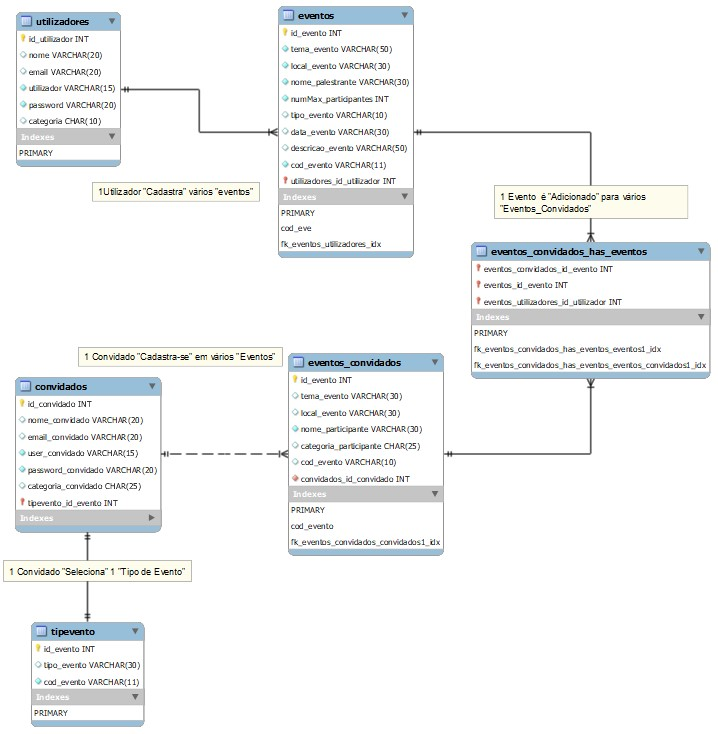 utilizadores
id_utilizador INT
nome VARCHAR(20)
email VARCHAR(20)
utilizador VARCHAR(15)
password VARCHAR(20)
categoria CHAR(10)
Indexes
PRIMARY
eventos
id_evento INT
tema_evento VARCHAR(50)
local_evento VARCHAR(30)
nome_palestrante VARCHAR(30)
numMax_participantes INT
tipo_evento VARCHAR(10)
data_evento VARCHAR(30)
descricao_evento VARCHAR(50)
cod_evento VARCHAR(11)
utilizadores_id_utilizador INT
Indexes
PRIMARY
cod_eve
fk_eventos_utilizadores_idx
1Utilizador "Cadastra" vários "eventos"
1 Evento é "Adicionado" para vários
"Eventos_Convidados"
eventos_convidados_has_eventos
eventos_convidados_id_evento INT
eventos_id_evento INT
eventos_utilizadores_id_utilizador INT
Indexes
PRIMARY
fk_eventos_convidados_has_eventos_eventos1_idx
fk_eventos_convidados_has_eventos_eventos_convidados1_idx
1 Convidado "Cadastra-se" em vários "Eventos"
eventos_convidados
id_evento INT
tema_evento VARCHAR(30)
local_evento VARCHAR(30)
nome_participante VARCHAR(30)
categoria_participante CHAR(25)
cod_evento VARCHAR(10)
convidados_id_convidado INT
Indexes
PRIMARY
cod_evento
fk_eventos_convidados_convidados1_idx
convidados
id_convidado INT
nome_convidado VARCHAR(20)
email_convidado VARCHAR(20)
user_convidado VARCHAR(15)
password_convidado VARCHAR(20)
categoria_convidado CHAR(25)
tipevento_id_evento INT
Indexes
1 Convidado "Seleciona" 1 "Tipo de Evento"
tipevento
id_evento INT
tipo_evento VARCHAR(30)
cod_evento VARCHAR(11)
Indexes
PRIMARY